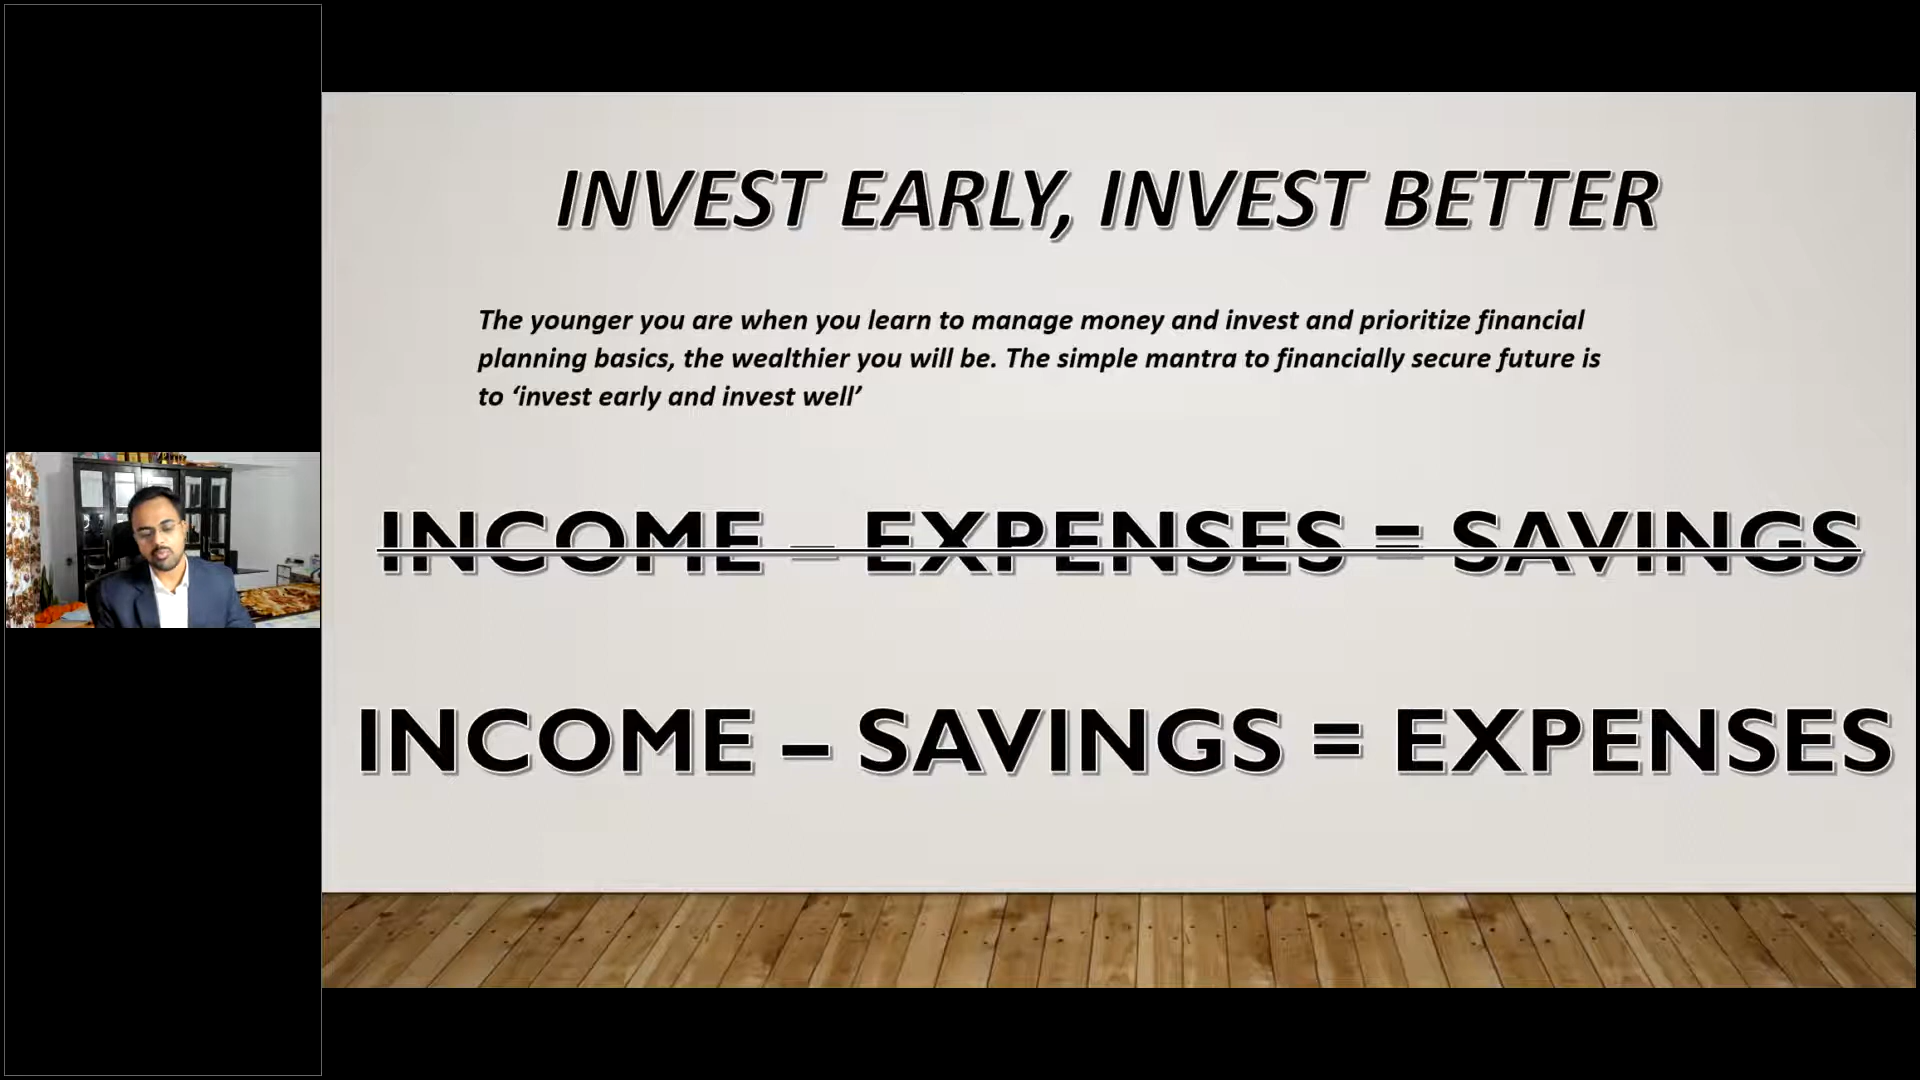 INVEST EARLY, INVEST BETTER
The younger you are when you learn to manage money and invest and prioritize financial
planning basics, the wealthier you will be. The simple mantra to financially secure future is
to ‘invest early and invest well’
INCOME – EXPENSES = SAVINGS
INCOME – SAVINGS = EXPENSES